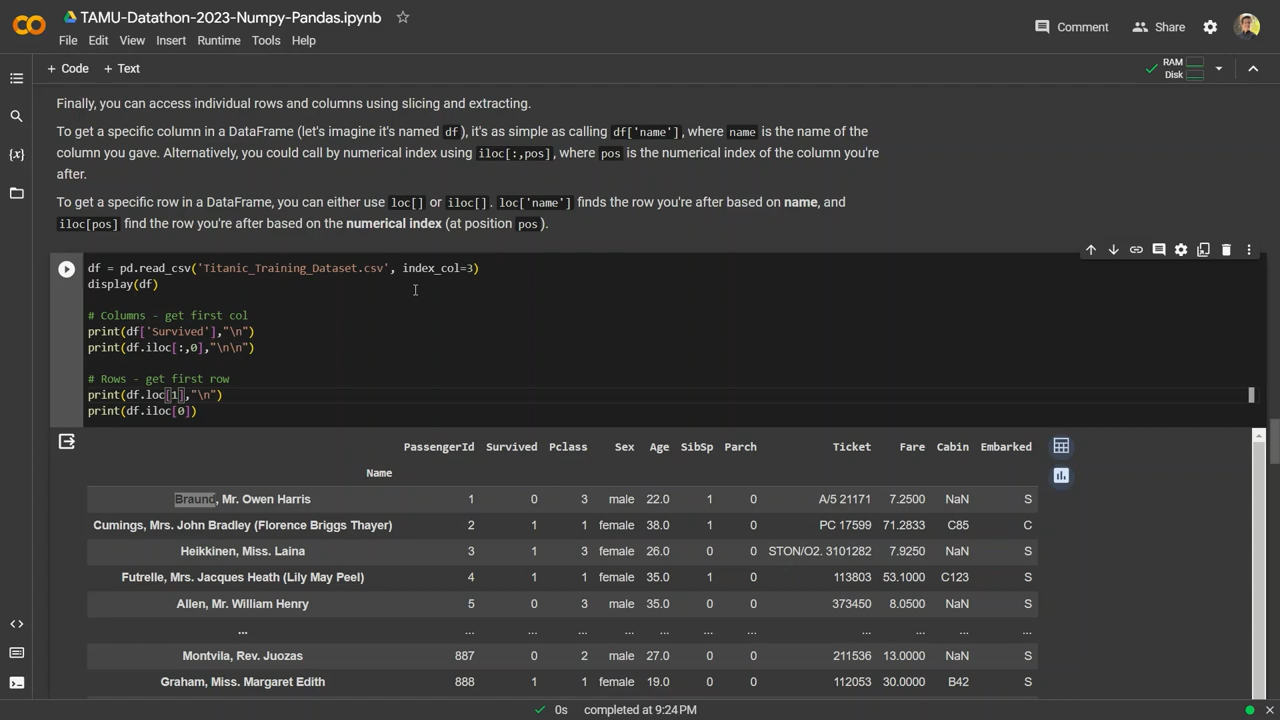 TAMU-Datathon-2023-Numpy-Pandas.ipynb
Comment
Share
File Edit View Insert Runtime Tools Help
+ Code + Text
RAM
Disk
Finally, you can access individual rows and columns using slicing and extracting.
To get a specific column in a DataFrame (let's imagine it's named df), it's as simple as calling df['name'], where name is the name of the
column you gave. Alternatively, you could call by numerical index using iloc[:,pos], where pos is the numerical index of the column you're
after.
To get a specific row in a DataFrame, you can either use loc[] or iloc[]. loc['name'] finds the row you're after based on name, and
iloc[pos] find the row you're after based on the numerical index (at position pos).
df = pd.read_csv('Titanic_Training_Dataset.csv', index_col=3)
display(df)
# Columns - get first col
print(df['Survived'],"\n")
print(df.iloc[:,0],"\n\n")
# Rows - get first row
print(df.loc[1],"\n")
print(df.iloc[0])
PassengerId Survived Pclass Sex Age SibSp Parch Ticket Fare Cabin Embarked
Name
Braund, Mr. Owen Harris 1 0 3 male 22.0 1 0 A/5 21171 7.2500 NaN S
Cumings, Mrs. John Bradley (Florence Briggs Thayer) 2 1 1 female 38.0 1 0 PC 17599 71.2833 C85 C
Heikkinen, Miss. Laina 3 1 3 female 26.0 0 0 STON/O2. 3101282 7.9250 NaN S
Futrelle, Mrs. Jacques Heath (Lily May Peel) 4 1 1 female 35.0 1 0 113803 53.1000 C123 S
Allen, Mr. William Henry 5 0 3 male 35.0 0 0 373450 8.0500 NaN S
... ... ... ... ... ... ... ... ... ... ... ...
Montvila, Rev. Juozas 887 0 2 male 27.0 0 0 211536 13.0000 NaN S
Graham, Miss. Margaret Edith 888 1 1 female 19.0 0 0 112053 30.0000 B42 S
0s completed at 9:24PM